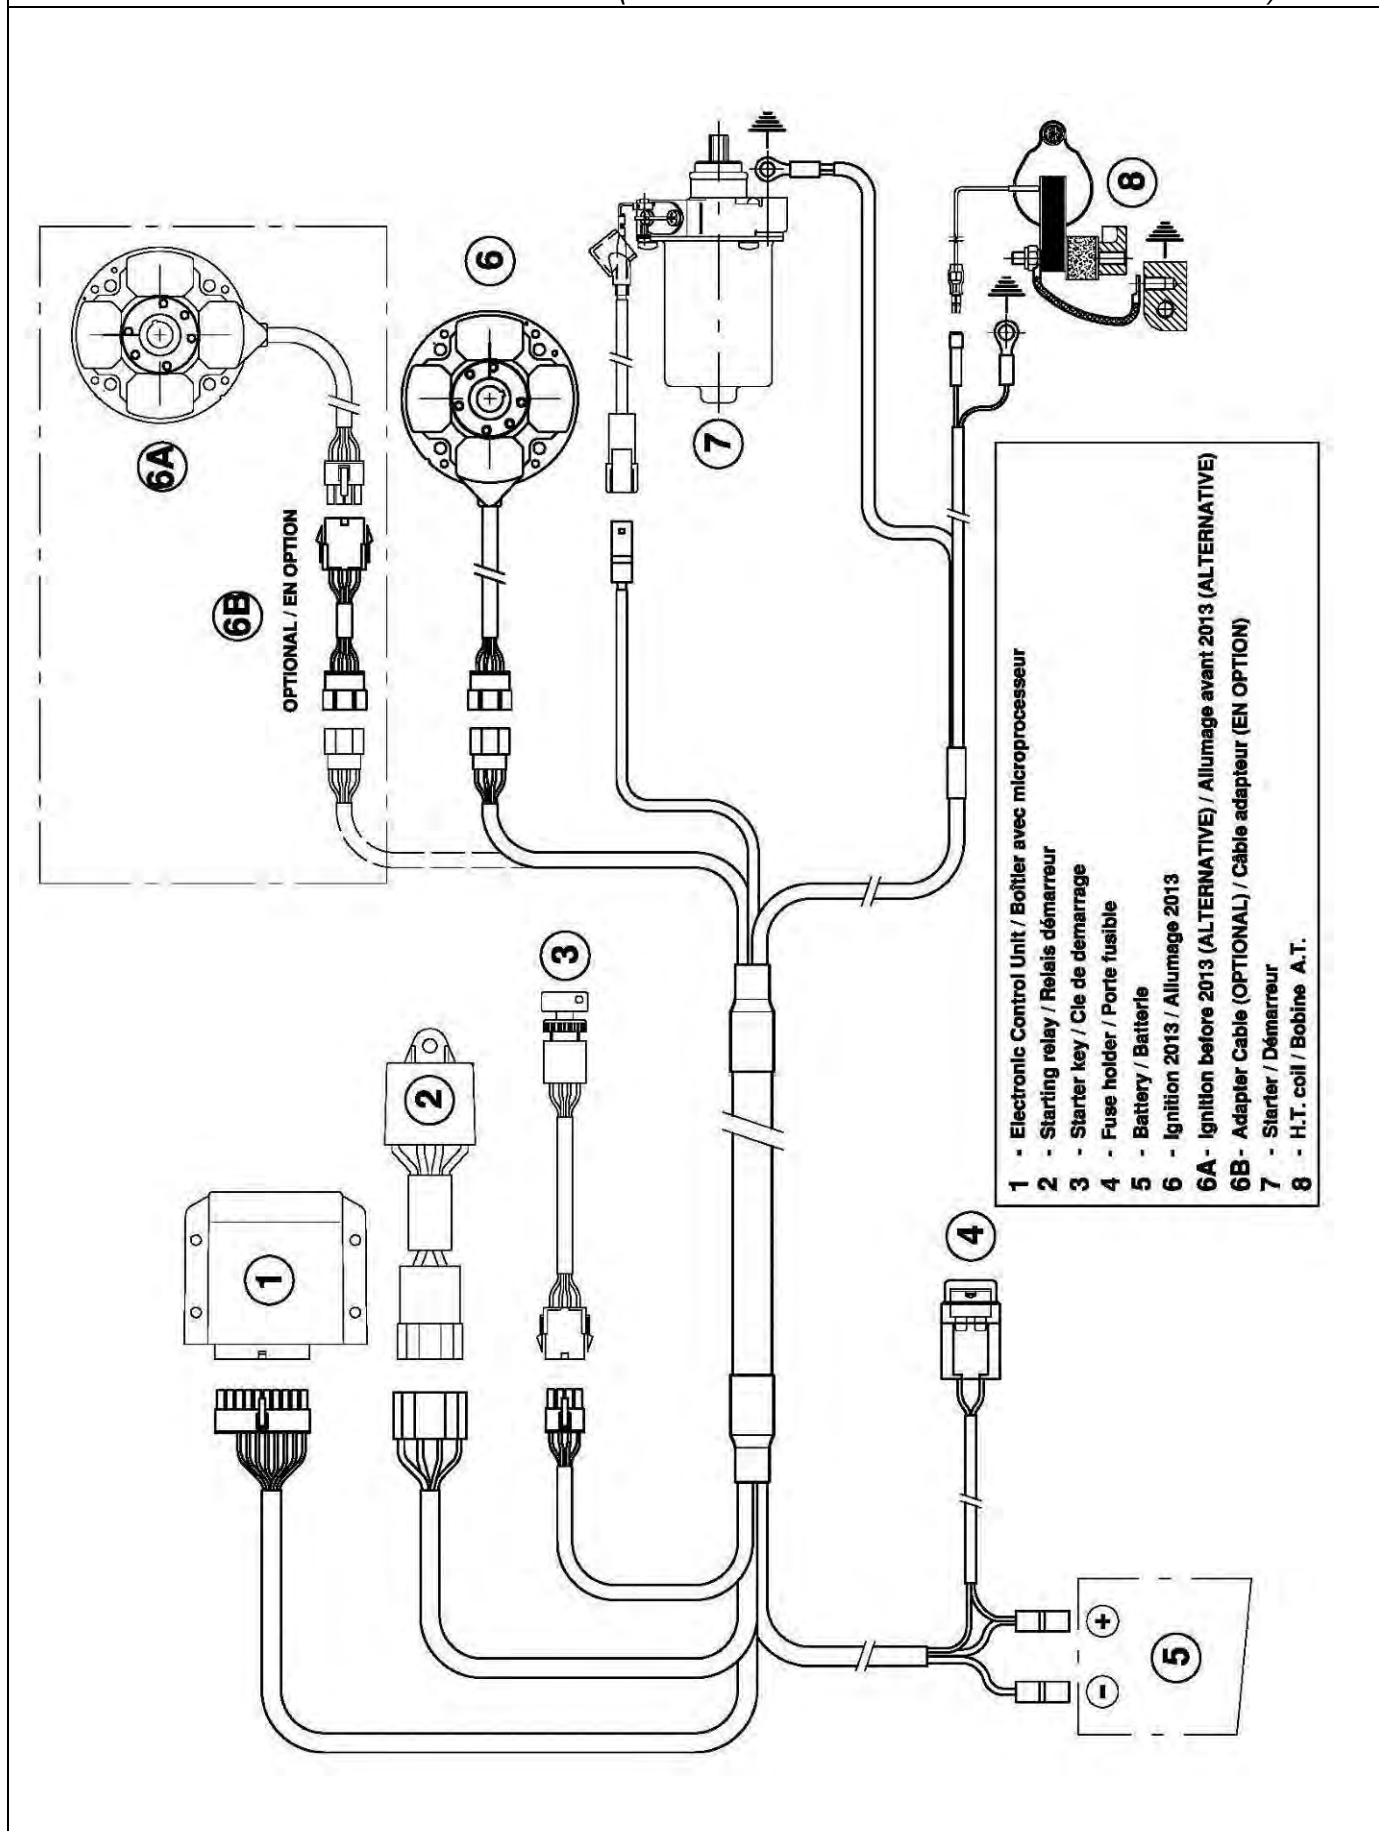 6A
6B
OPTIONAL / EN OPTION
6
7
8
1
2
3
4
5
+
-
1 - Electronic Control Unit / Boîtier avec microprocesseur
2 - Starting relay / Relais démarreur
3 - Starter key / Cle de demarrage
4 - Fuse holder / Porte fusible
5 - Battery / Batterie
6 - Ignition 2013 / Allumage 2013
6A - Ignition before 2013 (ALTERNATIVE) / Allumage avant 2013 (ALTERNATIVE)
6B - Adapter Cable (OPTIONAL) / Câble adapteur (EN OPTION)
7 - Starter / Démarreur
8 - H.T. coil / Bobine A.T.